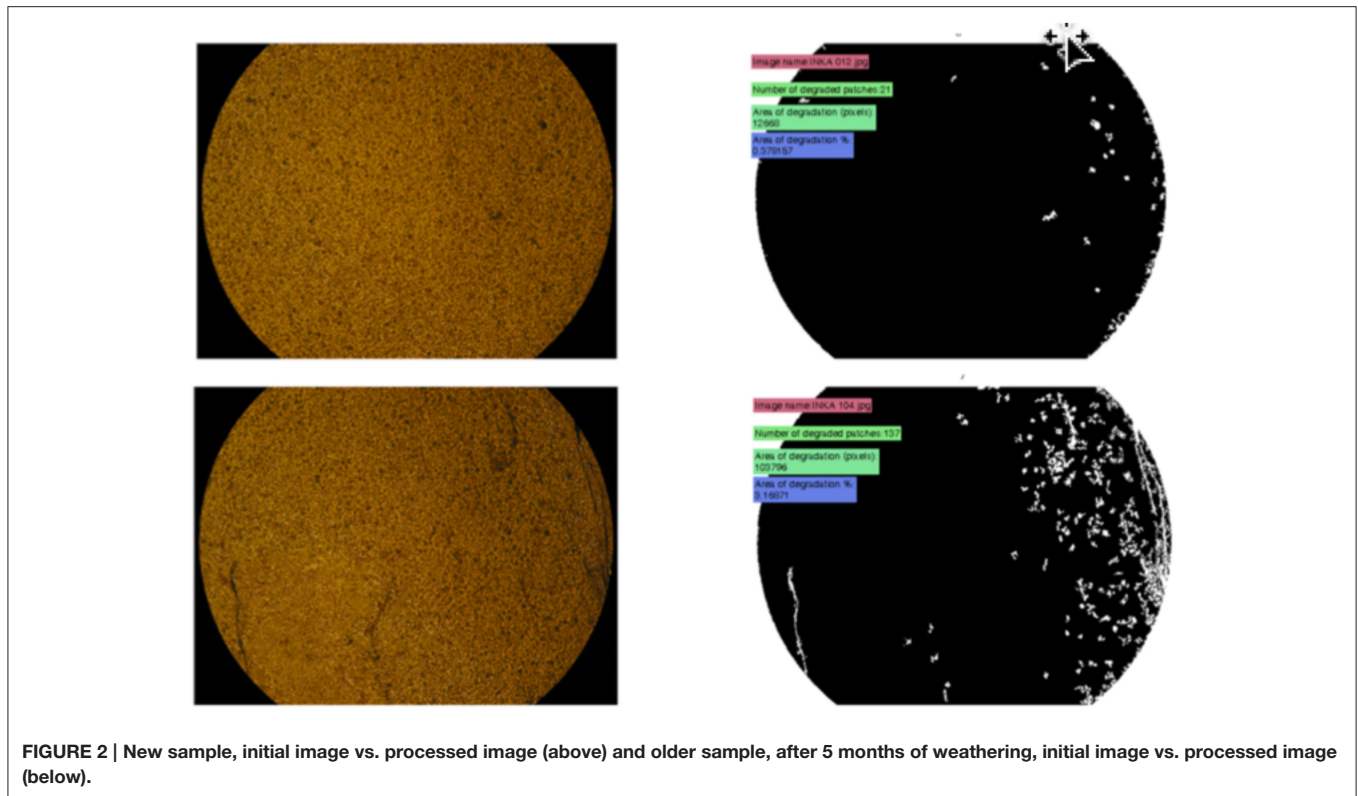 Image name:INKA 012.jpg
Number of degraded patches:21
Area of degradation (pixels):
12668
Area of degradation %:
0.378157
Image name:INKA 104.jpg
Number of degraded patches:137
Area of degradation (pixels):
103796
Area of degradation %:
3.16871
FIGURE 2 | New sample, initial image vs. processed image (above) and older sample, after 5 months of weathering, initial image vs. processed image
(below).